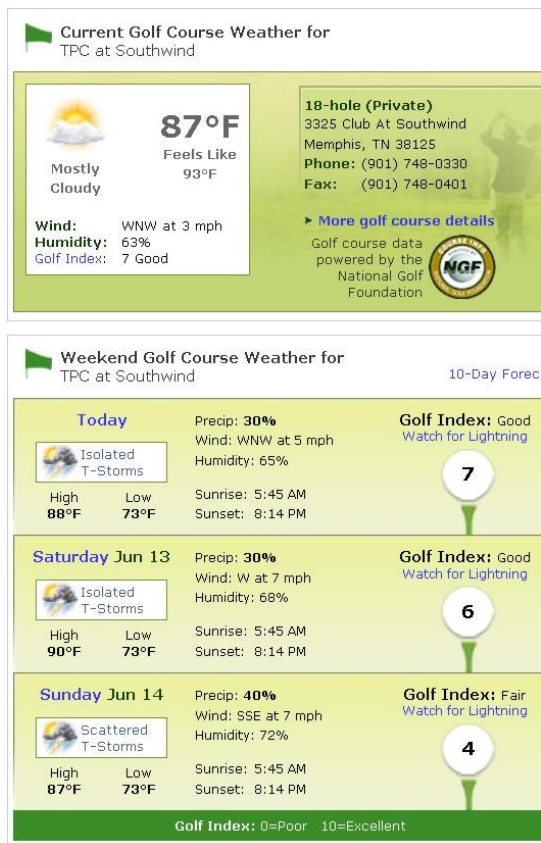 Current Golf Course Weather for
TPC at Southwind
87°F
Feels Like
93°F
Mostly
Cloudy
Wind: WNW at 3 mph
Humidity: 63%
Golf Index: 7 Good
18-hole (Private)
3325 Club At Southwind
Memphis, TN 38125
Phone: (901) 748-0330
Fax: (901) 748-0401
More golf course details
Golf course data
powered by the
National Golf
Foundation
COURSE INFO
NGF
Weekend Golf Course Weather for
TPC at Southwind
10-Day Forec
Today
Isolated
T-Storms
High Low
88°F 73°F
Precip: 30%
Wind: WNW at 5 mph
Humidity: 65%
Sunrise: 5:45 AM
Sunset: 8:14 PM
Golf Index: Good
Watch for Lightning
7
Saturday Jun 13
Isolated
T-Storms
High Low
90°F 73°F
Precip: 30%
Wind: W at 7 mph
Humidity: 68%
Sunrise: 5:45 AM
Sunset: 8:14 PM
Golf Index: Good
Watch for Lightning
6
Sunday Jun 14
Scattered
T-Storms
High Low
87°F 73°F
Precip: 40%
Wind: SSE at 7 mph
Humidity: 72%
Sunrise: 5:45 AM
Sunset: 8:14 PM
Golf Index: Fair
Watch for Lightning
4
Golf Index: 0=Poor 10=Excellent